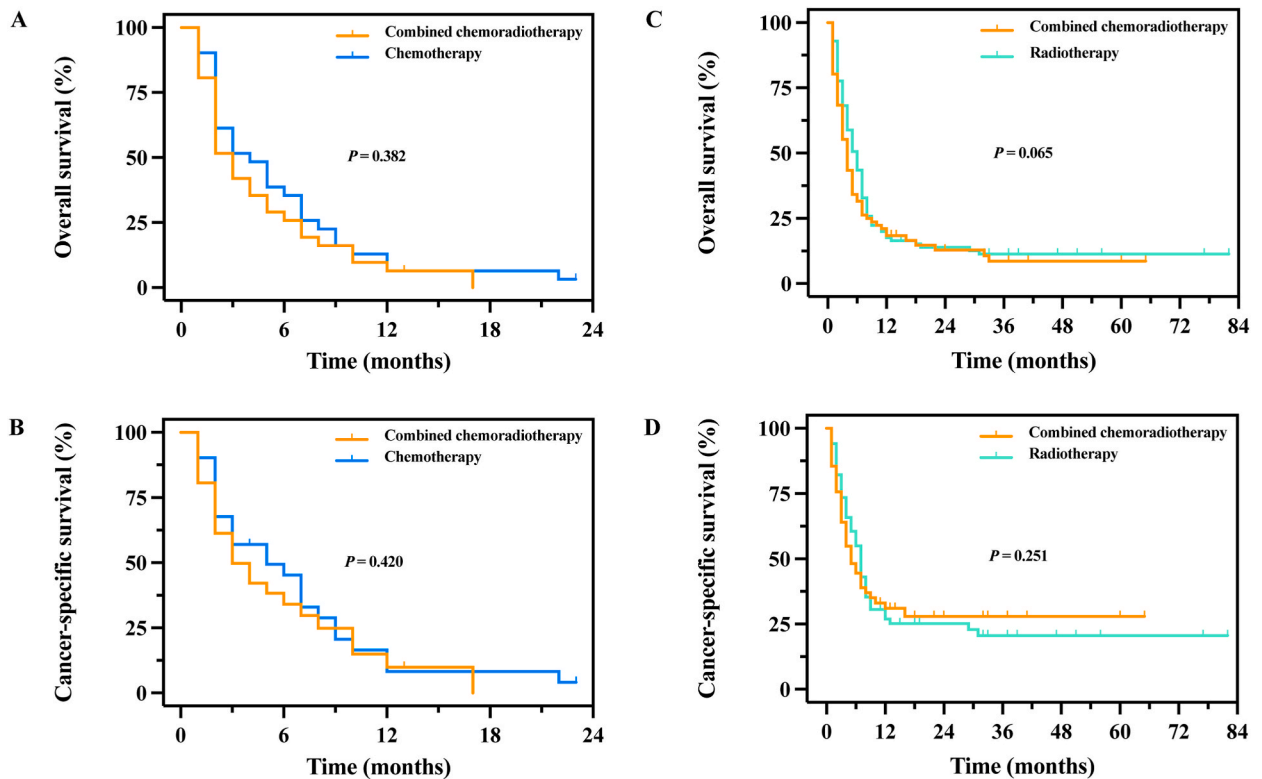 A
Overall survival (%)
100
75
50
25
0
Combined chemoradiotherapy
Chemotherapy
P = 0.382
0 6 12 18 24
Time (months)
C
Overall survival (%)
100
75
50
25
0
Combined chemoradiotherapy
Radiotherapy
P = 0.065
0 12 24 36 48 60 72 84
Time (months)
B
Cancer-specific survival (%)
100
75
50
25
0
Combined chemoradiotherapy
Chemotherapy
P = 0.420
0 6 12 18 24
Time (months)
D
Cancer-specific survival (%)
100
75
50
25
0
Combined chemoradiotherapy
Radiotherapy
P = 0.251
0 12 24 36 48 60 72 84
Time (months)